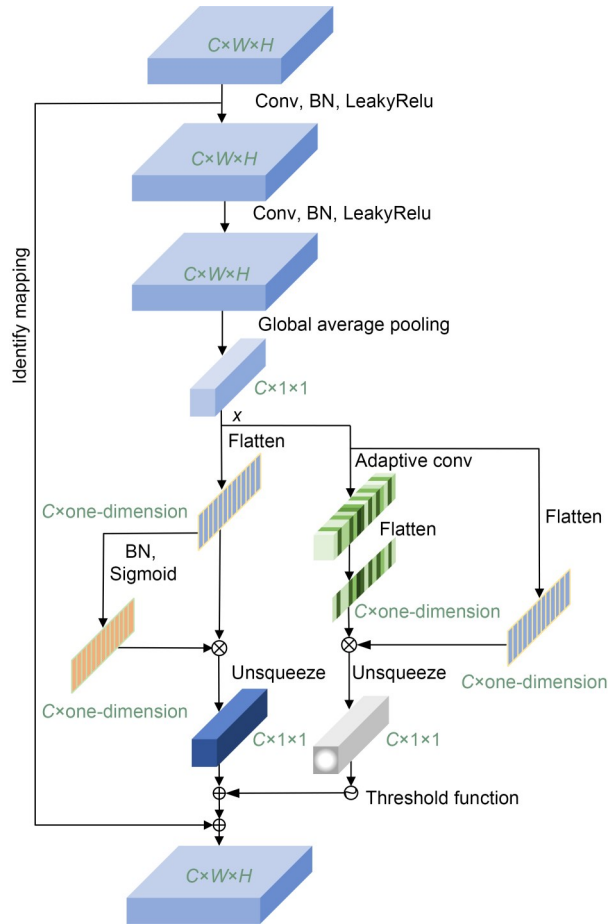 C×W×H
Conv, BN, LeakyRelu
C×W×H
Conv, BN, LeakyRelu
C×W×H
Identify mapping
Global average pooling
C×1×1
x
Flatten
Adaptive conv
C×one-dimension
Flatten
Flatten
BN,
Sigmoid
C×one-dimension
Unsqueeze
Unsqueeze
C×one-dimension
C×one-dimension
C×1×1
C×1×1
Threshold function
C×W×H